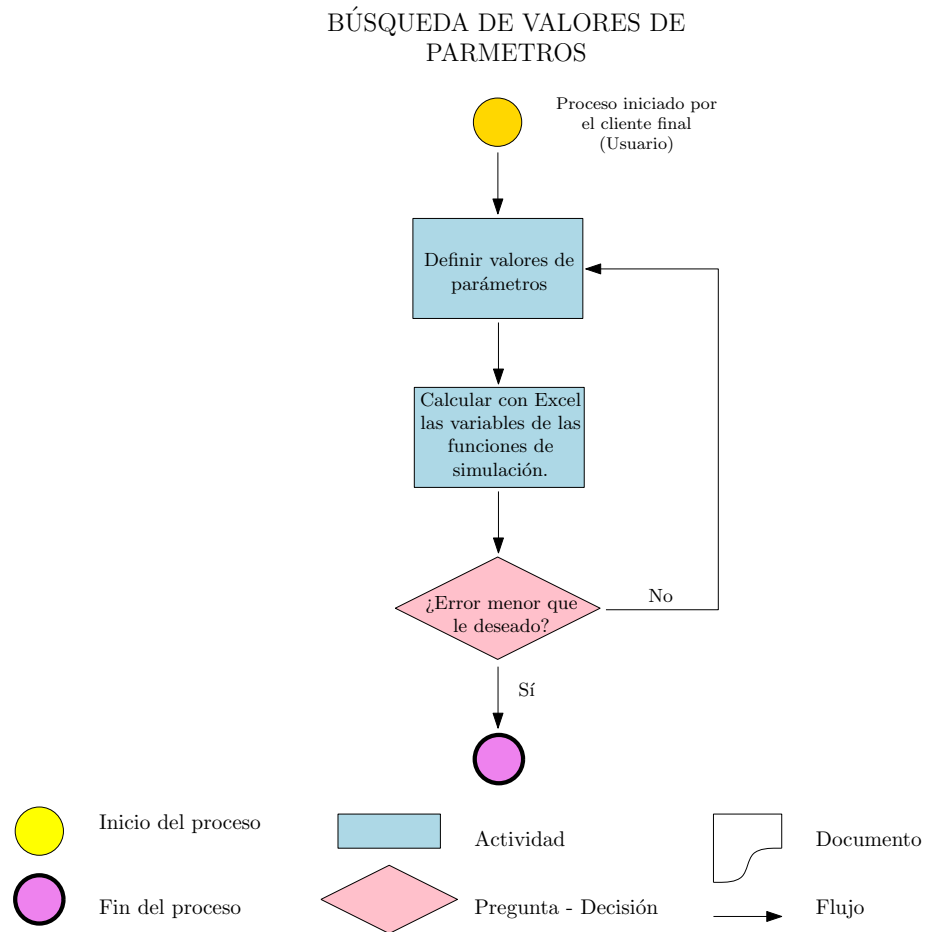 BÚSQUEDA DE VALORES DE
PARMETROS
Proceso iniciado por
el cliente final
(Usuario)
Definir valores de
parámetros
Calcular con Excel
las variables de las
funciones de
simulación.
¿Error menor que
le deseado?
No
Sí
Inicio del proceso
Actividad
Documento
Fin del proceso
Pregunta - Decisión
Flujo